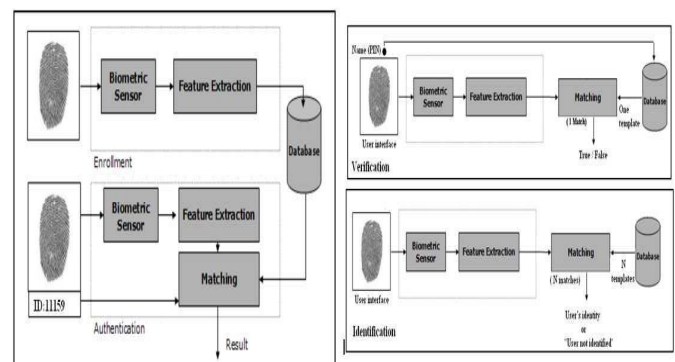 Biometric
Sensor
Feature Extraction
Database
Enrollment
Biometric
Sensor
Feature Extraction
Matching
ID:11159
Authentication
Result
Name (PIN)
Biometric
Sensor
Feature Extraction
Matching
Database
(1 Match)
One
template
User interface
True / False
Verification
Biometric
Sensor
Feature Extraction
Matching
Database
(N matches)
N
templates
User interface
User's identity
or
"User not identified"
Identification